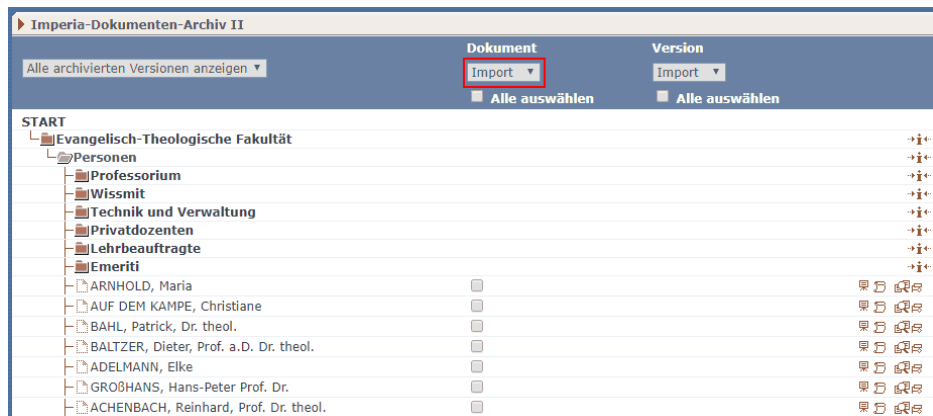 Imperia-Dokumenten-Archiv II
Dokument Version
Alle archivierten Versionen anzeigen Import Import
Alle auswählen Alle auswählen
START
Evangelisch-Theologische Fakultät
Personen
Professorium
Wissmit
Technik und Verwaltung
Privatdozenten
Lehrbeauftragte
Emeriti
ARNHOLD, Maria
AUF DEM KAMPE, Christiane
BAHL, Patrick, Dr. theol.
BALTZER, Dieter, Prof. a.D. Dr. theol.
ADELMANN, Elke
GROßHANS, Hans-Peter Prof. Dr.
ACHENBACH, Reinhard, Prof. Dr. theol.